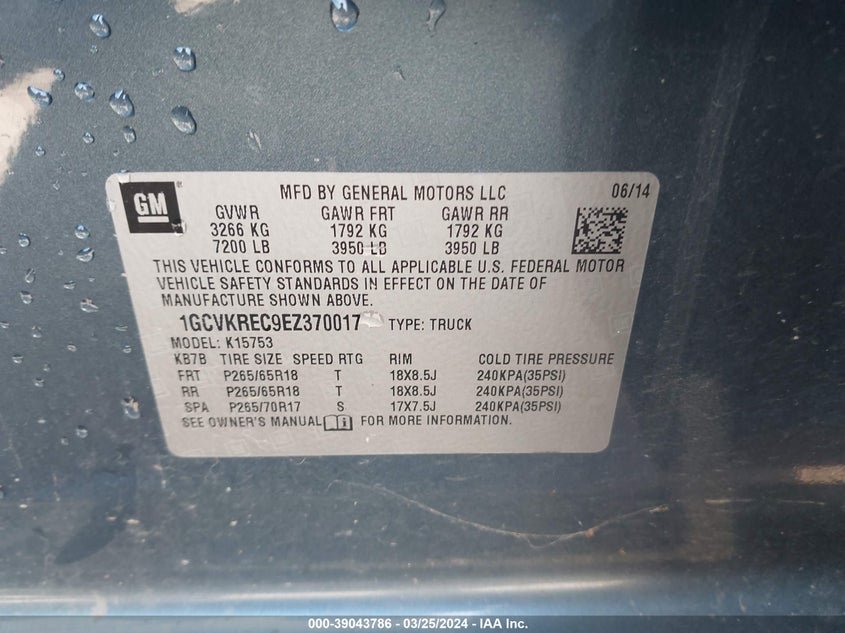 GM
MFD BY GENERAL MOTORS LLC 06/14
GVWR GAWR FRT GAWR RR
3266 KG 1792 KG 1792 KG
7200 LB 3950 LB 3950 LB
THIS VEHICLE CONFORMS TO ALL APPLICABLE U.S. FEDERAL MOTOR
VEHICLE SAFETY STANDARDS IN EFFECT ON THE DATE OF
MANUFACTURE SHOWN ABOVE.
1GCVKREC9EZ370017 TYPE: TRUCK
MODEL: K15753
KB7B TIRE SIZE SPEED RTG RIM COLD TIRE PRESSURE
FRT P265/65R18 T 18X8.5J 240KPA(35PSI)
RR P265/65R18 T 18X8.5J 240KPA(35PSI)
SPA P265/70R17 S 17X7.5J 240KPA(35PSI)
SEE OWNER'S MANUAL FOR MORE INFORMATION.
000-39043786 - 03/25/2024 - IAA Inc.